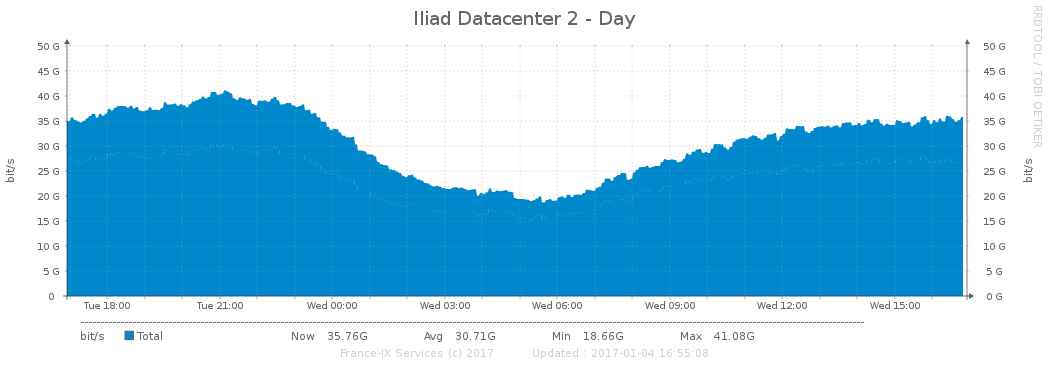 Iliad Datacenter 2 - Day
RRDTOOL / TOBI OETIKER
50 G 50 G
45 G 45 G
40 G 40 G
35 G 35 G
30 G 30 G
25 G 25 G
20 G 20 G
15 G 15 G
10 G 10 G
5 G 5 G
0 0 G
bit/s bit/s
Tue 18:00 Tue 21:00 Wed 00:00 Wed 03:00 Wed 06:00 Wed 09:00 Wed 12:00 Wed 15:00
bit/s Total Now 35.76G Avg 30.71G Min 18.66G Max 41.08G
France-IX Services (c) 2017 Updated : 2017-01-04 16:55:08